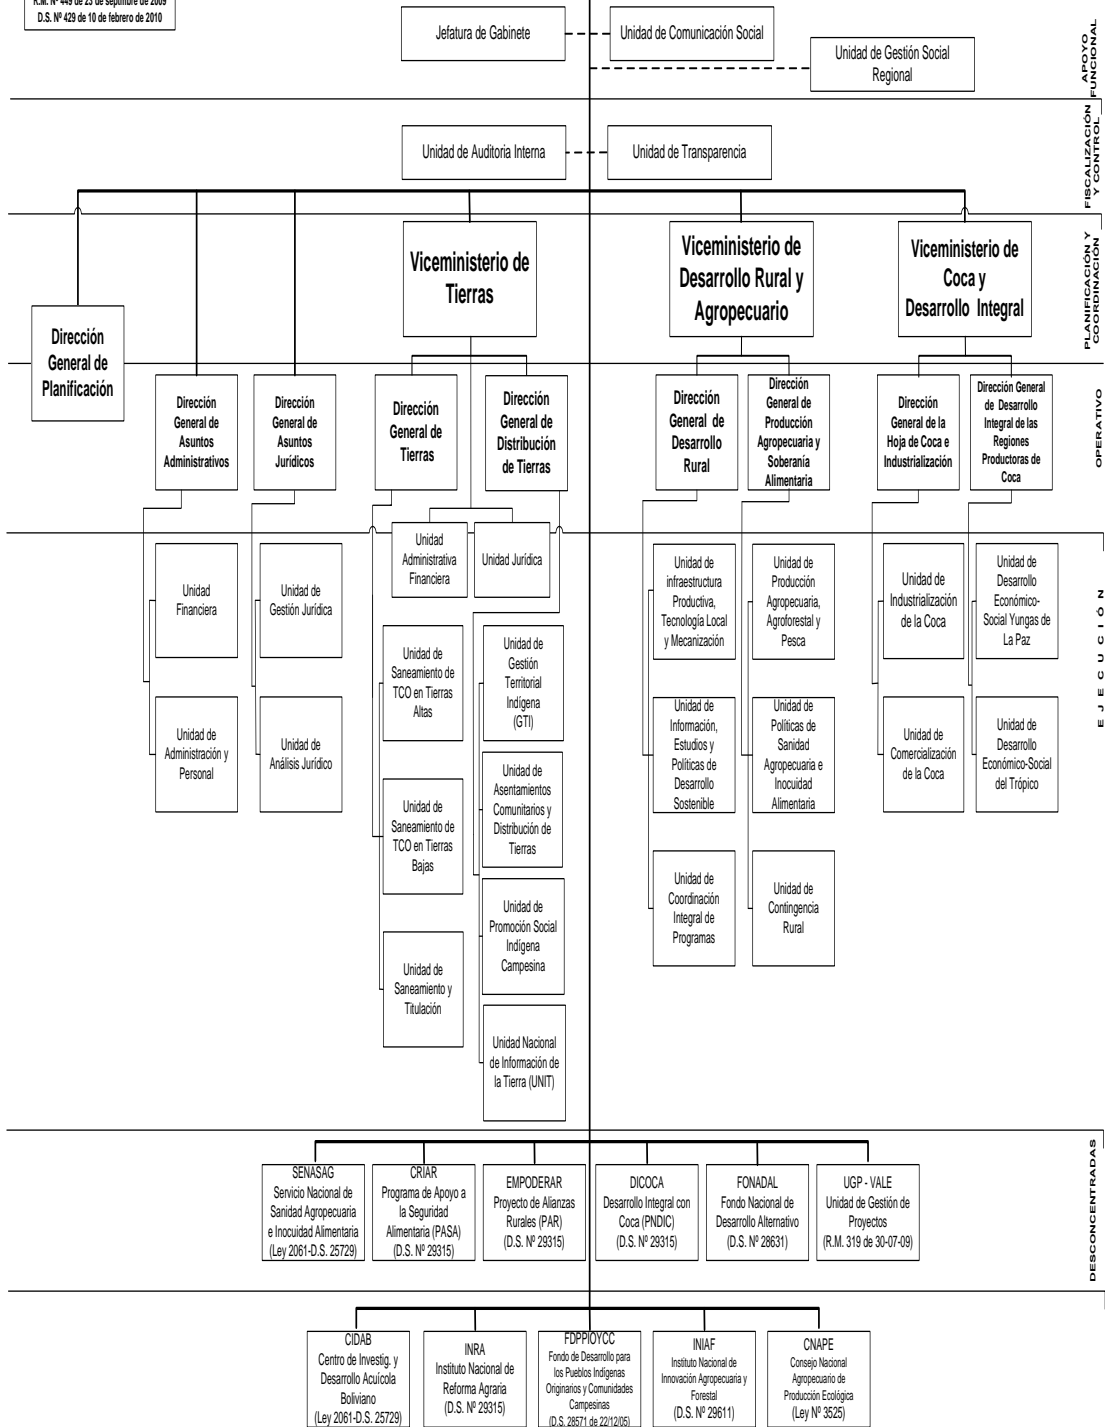 R.M. Nº 449 de 23 de septimbre de 2009
D.S. Nº 429 de 10 de febrero de 2010
Jefatura de Gabinete
Unidad de Comunicación Social
Unidad de Gestión Social
Regional
APOYO
FUNCIONAL
Unidad de Auditoria Interna
Unidad de Transparencia
FISCALIZACIÓN
Y CONTROL
Viceministerio de
Tierras
Viceministerio de
Desarrollo Rural y
Agropecuario
Viceministerio de
Coca y
Desarrollo Integral
PLANIFICACIÓN Y
COORDINACIÓN
Dirección
General de
Planificación
Dirección
General de
Asuntos
Administrativos
Dirección
General de
Asuntos
Jurídicos
Dirección
General de
Tierras
Dirección
General de
Distribución
de Tierras
Dirección
General de
Desarrollo
Rural
Dirección
General de
Producción
Agropecuaria y
Soberanía
Alimentaria
Dirección
General de la
Hoja de Coca e
Industrialización
Dirección General
de Desarrollo
Integral de las
Regiones
Productoras de
Coca
OPERATIVO
Unidad
Administrativa
Financiera
Unidad Jurídica
Unidad
Financiera
Unidad de
Gestión Jurídica
Unidad de
Saneamiento de
TCO en Tierras
Altas
Unidad de
Gestión
Territorial
Indígena
(GTI)
Unidad de
infraestructura
Productiva,
Tecnología Local
y Mecanización
Unidad de
Producción
Agropecuaria,
Agroforestal y
Pesca
Unidad de
Industrialización
de la Coca
Unidad de
Desarrollo
Económico-
Social Yungas de
La Paz
EJECUCIÓN
Unidad de
Administración y
Personal
Unidad de
Análisis Jurídico
Unidad de
Saneamiento de
TCO en Tierras
Bajas
Unidad de
Asentamientos
Comunitarios y
Distribución de
Tierras
Unidad de
Información,
Estudios y
Políticas de
Desarrollo
Sostenible
Unidad de
Políticas de
Sanidad
Agropecuaria e
Inocuidad
Alimentaria
Unidad de
Comercialización
de la Coca
Unidad de
Desarrollo
Económico-Social
del Trópico
Unidad de
Saneamiento y
Titulación
Unidad de
Promoción Social
Indígena
Campesina
Unidad de
Coordinación
Integral de
Programas
Unidad de
Contingencia
Rural
Unidad Nacional
de Información de
la Tierra (UNIT)
SENASAG
Servicio Nacional de
Sanidad Agropecuaria
e Inocuidad Alimentaria
(Ley 2061-D.S. 25729)
CRIAR
Programa de Apoyo a
la Seguridad
Alimentaria (PASA)
(D.S. Nº 29315)
EMPODERAR
Proyecto de Alianzas
Rurales (PAR)
(D.S. Nº 29315)
DICOCA
Desarrollo Integral con
Coca (PNDIC)
(D.S. Nº 29315)
FONADAL
Fondo Nacional de
Desarrollo Alternativo
(D.S. Nº 28631)
UGP - VALE
Unidad de Gestión de
Proyectos
(R.M. 319 de 30-07-09)
DESCONCENTRADAS
CIDAB
Centro de Investig. y
Desarrollo Acuícola
Boliviano
(Ley 2061-D.S. 25729)
INRA
Instituto Nacional de
Reforma Agraria
(D.S. Nº 29315)
FDPPIOYCC
Fondo de Desarrollo para
los Pueblos Indígenas
Originarios y Comunidades
Campesinas
(D.S. 28571 de 22/12/05)
INIAF
Instituto Nacional de
Innovación Agropecuaria y
Forestal
(D.S. Nº 29611)
CNAPE
Consejo Nacional
Agropecuario de
Producción Ecológica
(Ley Nº 3525)